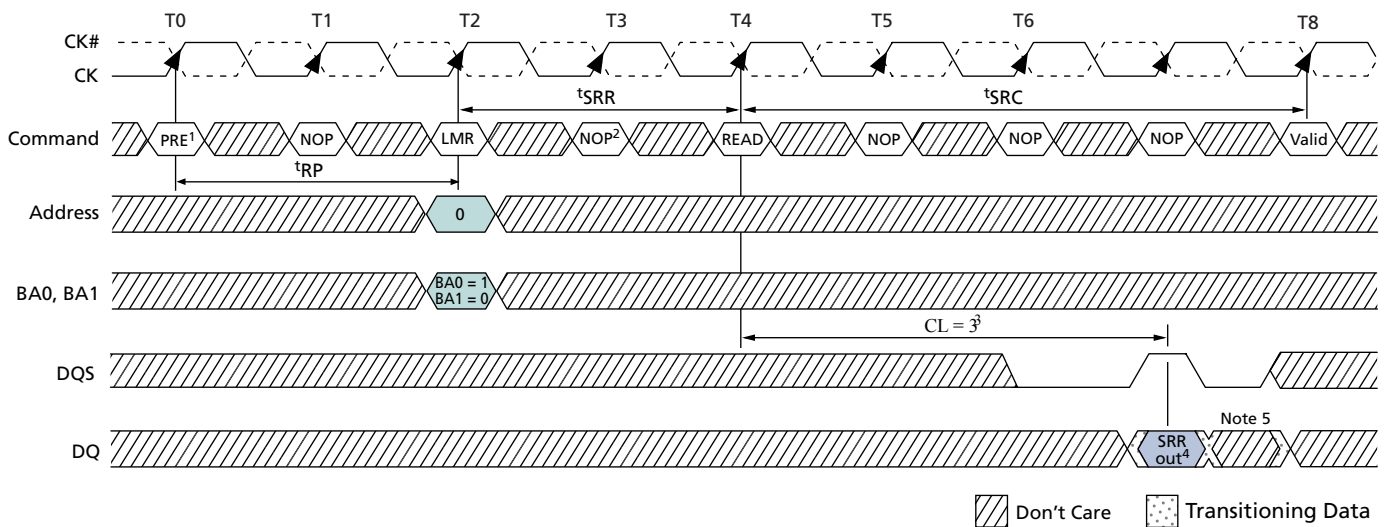 T0 T1 T2 T3 T4 T5 T6 T8
CK#
CK
tSRR tSRC
Command PRE1 NOP LMR NOP2 READ NOP NOP NOP Valid
tRP
Address 0
BA0, BA1 BA0 = 1
BA1 = 0
CL = 33
DQS
Note 5
DQ SRR
out4
Don't Care Transitioning Data